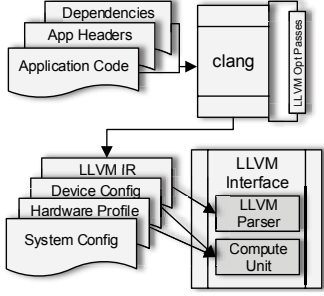 Dependencies
App Headers
Application Code
clang
LLVM Opt Passes
LLVM IR
Device Config
Hardware Profile
System Config
LLVM
Interface
LLVM
Parser
Compute
Unit